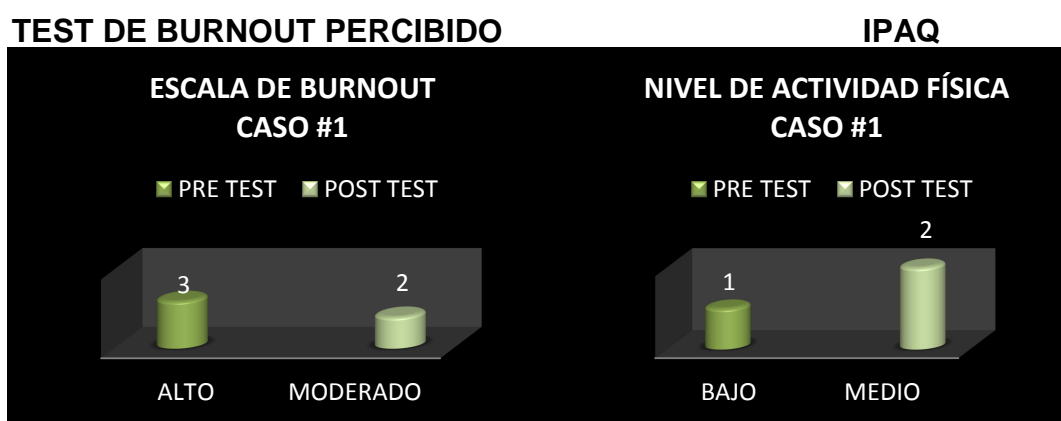 TEST DE BURNOUT PERCIBIDO
ESCALA DE BURNOUT
CASO #1
PRE TEST POST TEST
3
2
ALTO MODERADO
IPAQ
NIVEL DE ACTIVIDAD FÍSICA
CASO #1
PRE TEST POST TEST
1
2
BAJO MEDIO